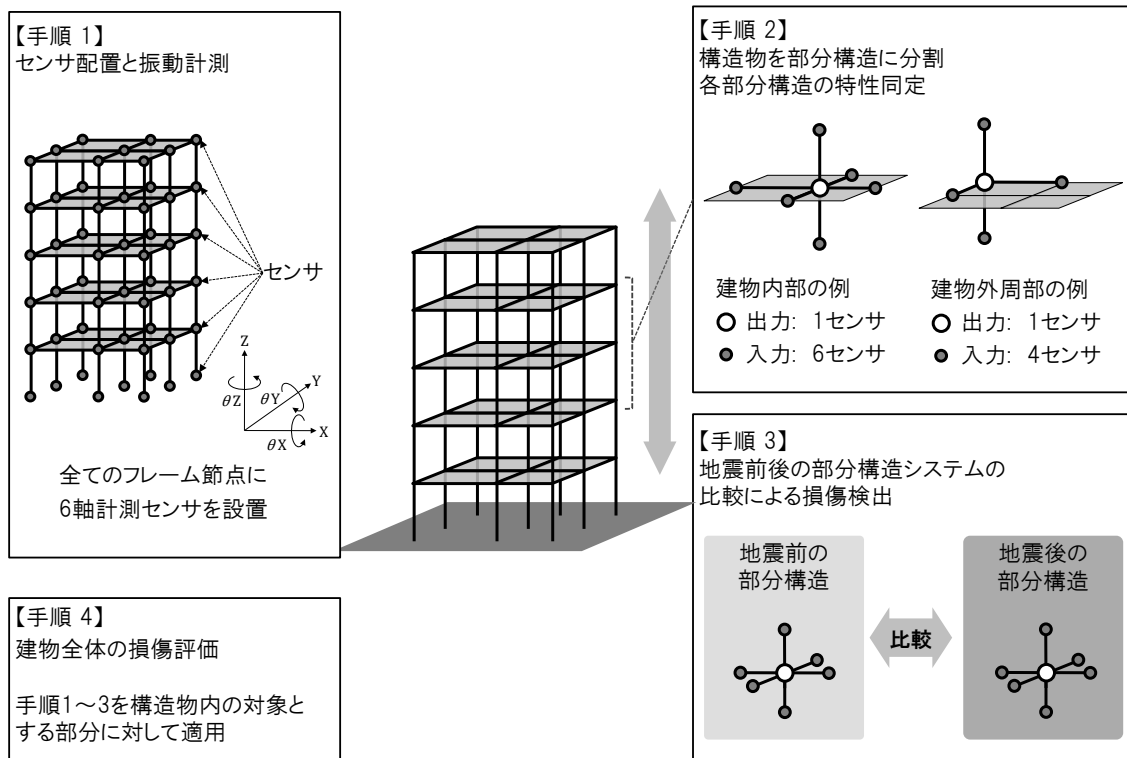 【手順 1】
センサ配置と振動計測
センサ
Z
Y
X
θZ
θY
θX
全てのフレーム節点に
6軸計測センサを設置
【手順 2】
構造物を部分構造に分割
各部分構造の特性同定
建物内部の例
出力: 1センサ
入力: 6センサ
建物外周部の例
出力: 1センサ
入力: 4センサ
【手順 3】
地震前後の部分構造システムの
比較による損傷検出
地震前の
部分構造
比較
地震後の
部分構造
【手順 4】
建物全体の損傷評価
手順1～3を構造物内の対象と
する部分に対して適用